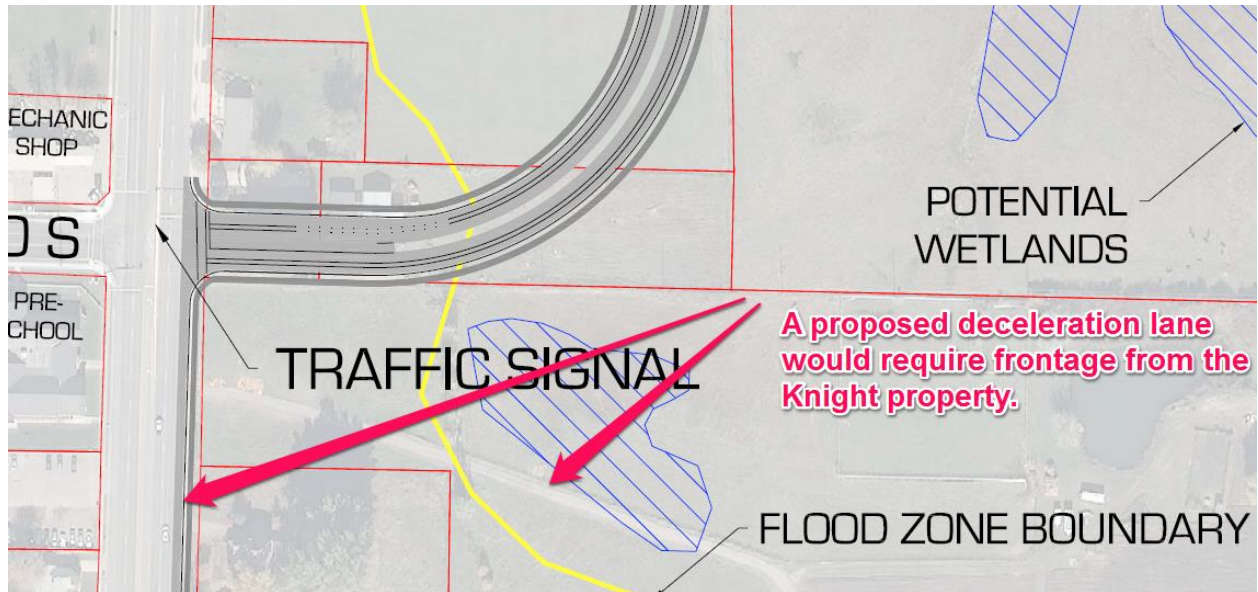 ECHANIC
SHOP
POTENTIAL
WETLANDS
OS
PRE-
CHOOL
TRAFFIC SIGNAL
A proposed deceleration lane
would require frontage from the
Knight property.
FLOOD ZONE BOUNDARY